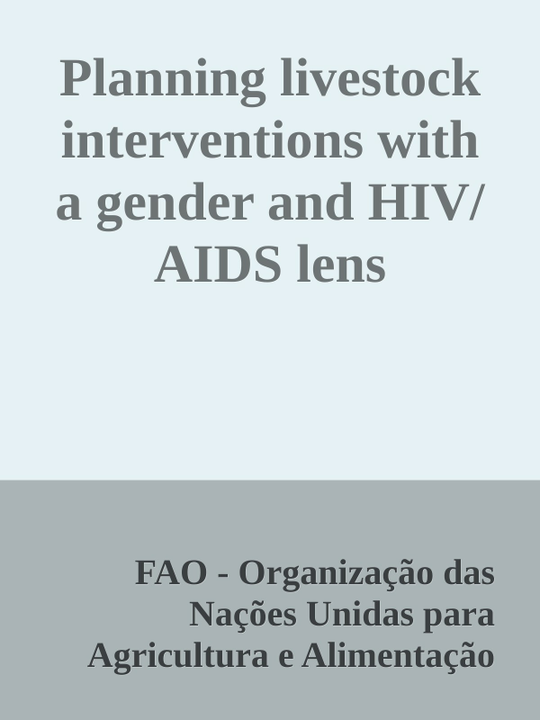 Planning livestock
interventions with
a gender and HIV/
AIDS lens
FAO - Organização das
Nações Unidas para
Agricultura e Alimentação